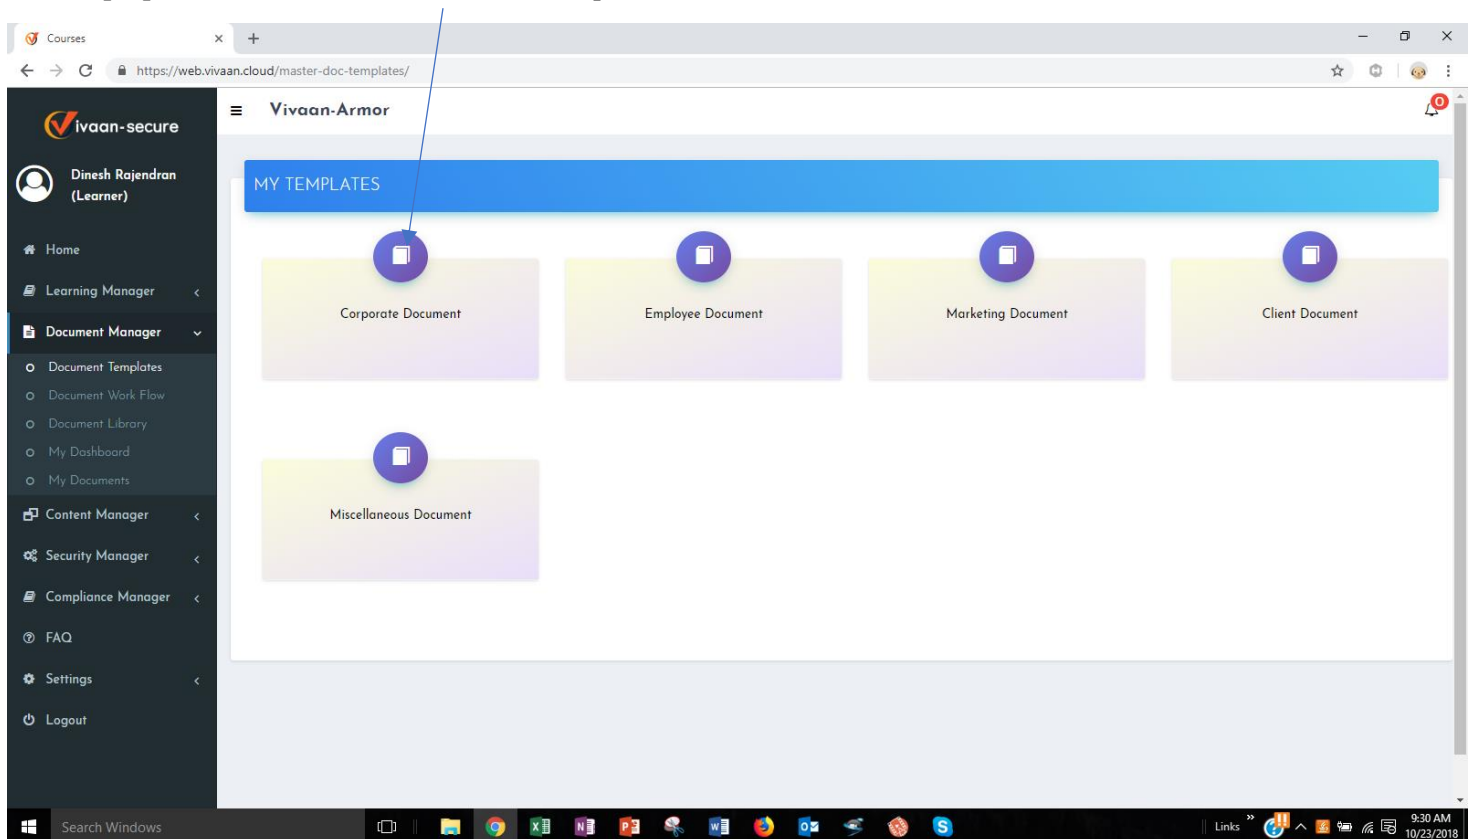 Courses
https://web.vivaan.cloud/master-doc-templates/
Vivaan-Armor
0
ivaan-secure
Dinesh Rajendran
(Learner)
Home
Learning Manager
Document Manager
Document Templates
Document Work Flow
Document Library
My Dashboard
My Documents
Content Manager
Security Manager
Compliance Manager
FAQ
Settings
Logout
MY TEMPLATES
Corporate Document
Employee Document
Marketing Document
Client Document
Miscellaneous Document
Search Windows
Links
9:30 AM
10/23/2018